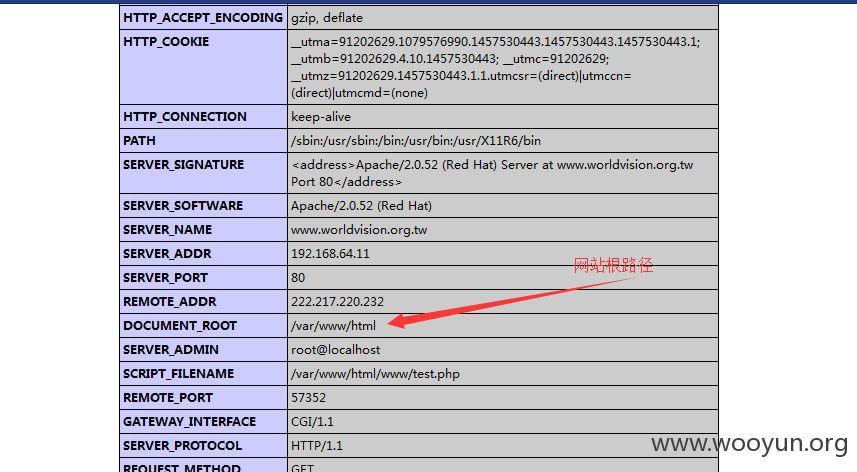 HTTP_ACCEPT_ENCODING gzip, deflate
HTTP_COOKIE __utma=91202629.1079576990.1457530443.1457530443.1457530443.1;
__utmb=91202629.4.10.1457530443; __utmc=91202629;
__utmz=91202629.1457530443.1.1.utmcsr=(direct)|utmccn=
(direct)|utmcmd=(none)
HTTP_CONNECTION keep-alive
PATH /sbin:/usr/sbin:/bin:/usr/bin:/usr/X11R6/bin
SERVER_SIGNATURE <address>Apache/2.0.52 (Red Hat) Server at www.worldvision.org.tw
Port 80</address>
SERVER_SOFTWARE Apache/2.0.52 (Red Hat)
SERVER_NAME www.worldvision.org.tw
SERVER_ADDR 192.168.64.11
网站根路径
SERVER_PORT 80
REMOTE_ADDR 222.217.220.232
DOCUMENT_ROOT /var/www/html
SERVER_ADMIN root@localhost
SCRIPT_FILENAME /var/www/html/www/test.php
REMOTE_PORT 57352
GATEWAY_INTERFACE CGI/1.1
SERVER_PROTOCOL HTTP/1.1
www.wooyun.org
REQUEST_METHOD GET